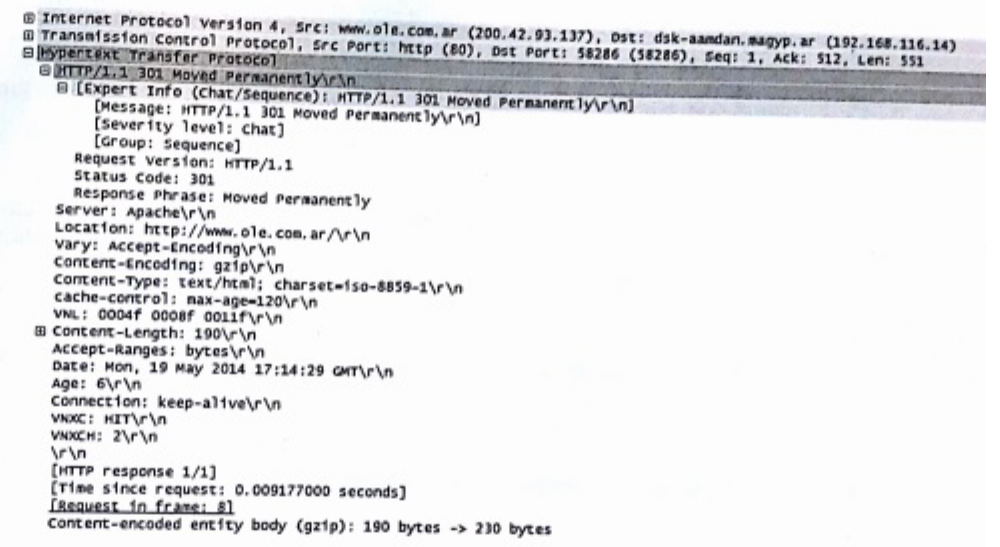 Internet Protocol Version 4, Src: www.ole.com.ar (200.42.93.137), Dst: dsk-aamdan.magyp.ar (192.168.116.14)
Transmission Control Protocol, Src Port: http (80), Dst Port: 58286 (58286), Seq: 1, Ack: 512, Len: 551
Hypertext Transfer Protocol
HTTP/1.1 301 Moved Permanently\r\n
[Expert Info (Chat/Sequence): HTTP/1.1 301 Moved Permanently\r\n]
[Message: HTTP/1.1 301 Moved Permanently\r\n]
[Severity level: Chat]
[Group: Sequence]
Request Version: HTTP/1.1
Status Code: 301
Response Phrase: Moved Permanently
Server: Apache\r\n
Location: http://www.ole.com.ar/\r\n
Vary: Accept-Encoding\r\n
Content-Encoding: gzip\r\n
Content-Type: text/html; charset=iso-8859-1\r\n
cache-control: max-age=120\r\n
VNL: 0004f 0008f 0011f\r\n
Content-Length: 190\r\n
Accept-Ranges: bytes\r\n
Date: Mon, 19 May 2014 17:14:29 GMT\r\n
Age: 6\r\n
Connection: keep-alive\r\n
VNXC: HIT\r\n
VNXCH: 2\r\n
\r\n
[HTTP response 1/1]
[Time since request: 0.009177000 seconds]
[Request in frame: 8]
Content-encoded entity body (gzip): 190 bytes -> 230 bytes